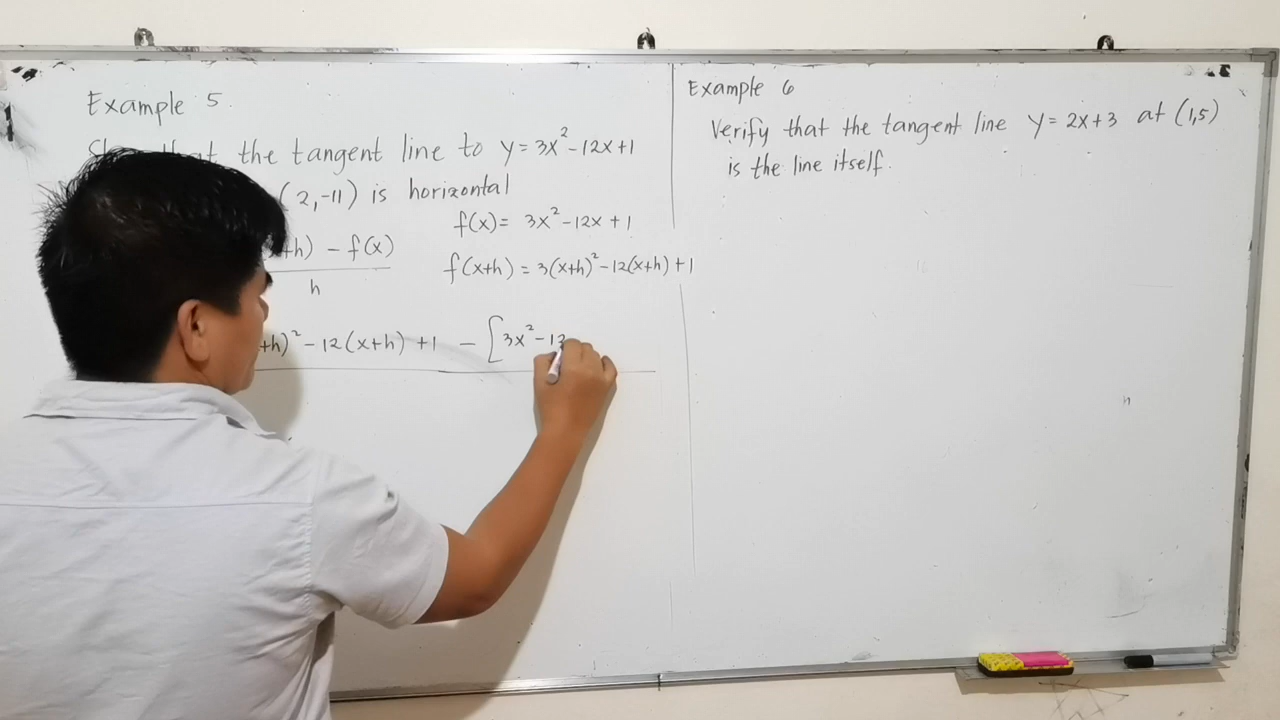 Example 5.
the tangent line to y = 3x² - 12x + 1
(2, -11) is horizontal
f(x) = 3x² - 12x + 1
+h) - f(x)
h
f(x+h) = 3(x+h)² - 12(x+h) + 1
+h)² - 12(x+h) + 1 - [3x² - 12
Example 6
Verify that the tangent line y = 2x + 3 at (1,5)
is the line itself.